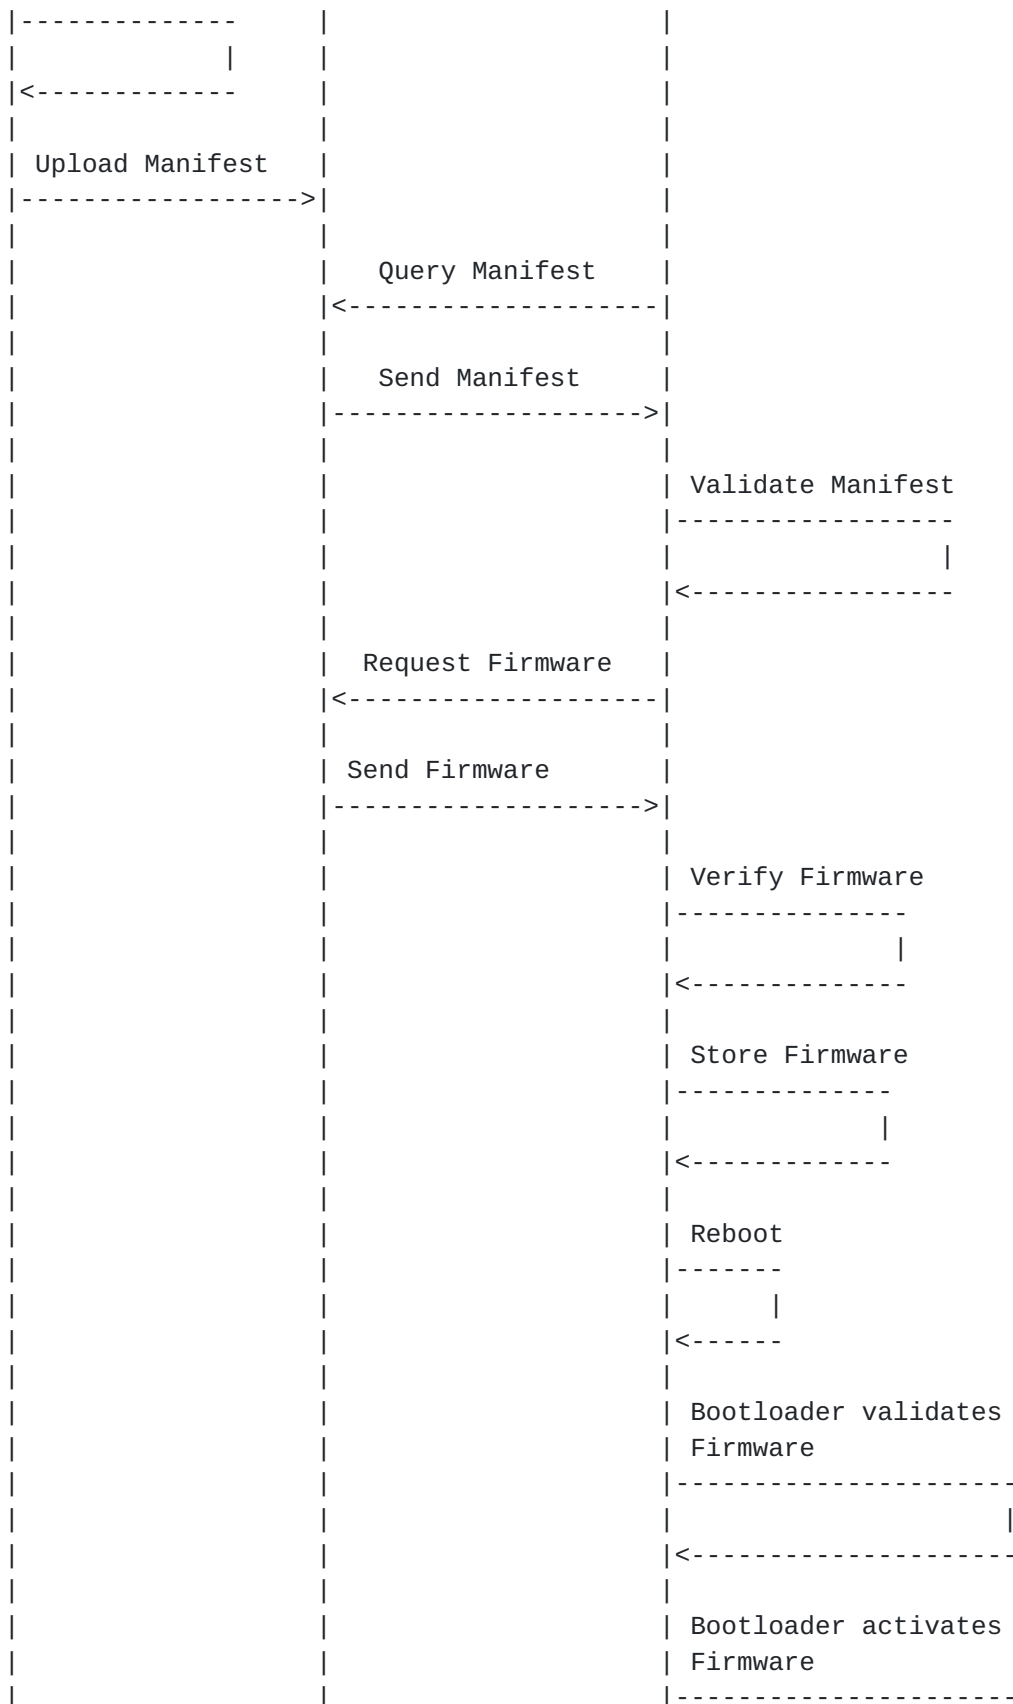 |--------------      |                     |
|             |      |                     |
|<-------------      |                     |
|                    |                     |
| Upload Manifest    |                     |
|------------------->|                     |
|                    |                     |
|                    |   Query Manifest    |
|                    |<--------------------|
|                    |                     |
|                    |   Send Manifest     |
|                    |-------------------->|
|                    |                     |
|                    |                     | Validate Manifest
|                    |                     |------------------
|                    |                     |                 |
|                    |                     |<-----------------
|                    |                     |
|                    |  Request Firmware   |
|                    |<--------------------|
|                    |                     |
|                    | Send Firmware       |
|                    |-------------------->|
|                    |                     |
|                    |                     | Verify Firmware
|                    |                     |---------------
|                    |                     |              |
|                    |                     |<--------------
|                    |                     |
|                    |                     | Store Firmware
|                    |                     |--------------
|                    |                     |             |
|                    |                     |<-------------
|                    |                     |
|                    |                     | Reboot
|                    |                     |-------
|                    |                     |      |
|                    |                     |<------
|                    |                     |
|                    |                     | Bootloader validates
|                    |                     | Firmware
|                    |                     |----------------------
|                    |                     |                     |
|                    |                     |<---------------------
|                    |                     |
|                    |                     | Bootloader activates
|                    |                     | Firmware
|                    |                     |----------------------